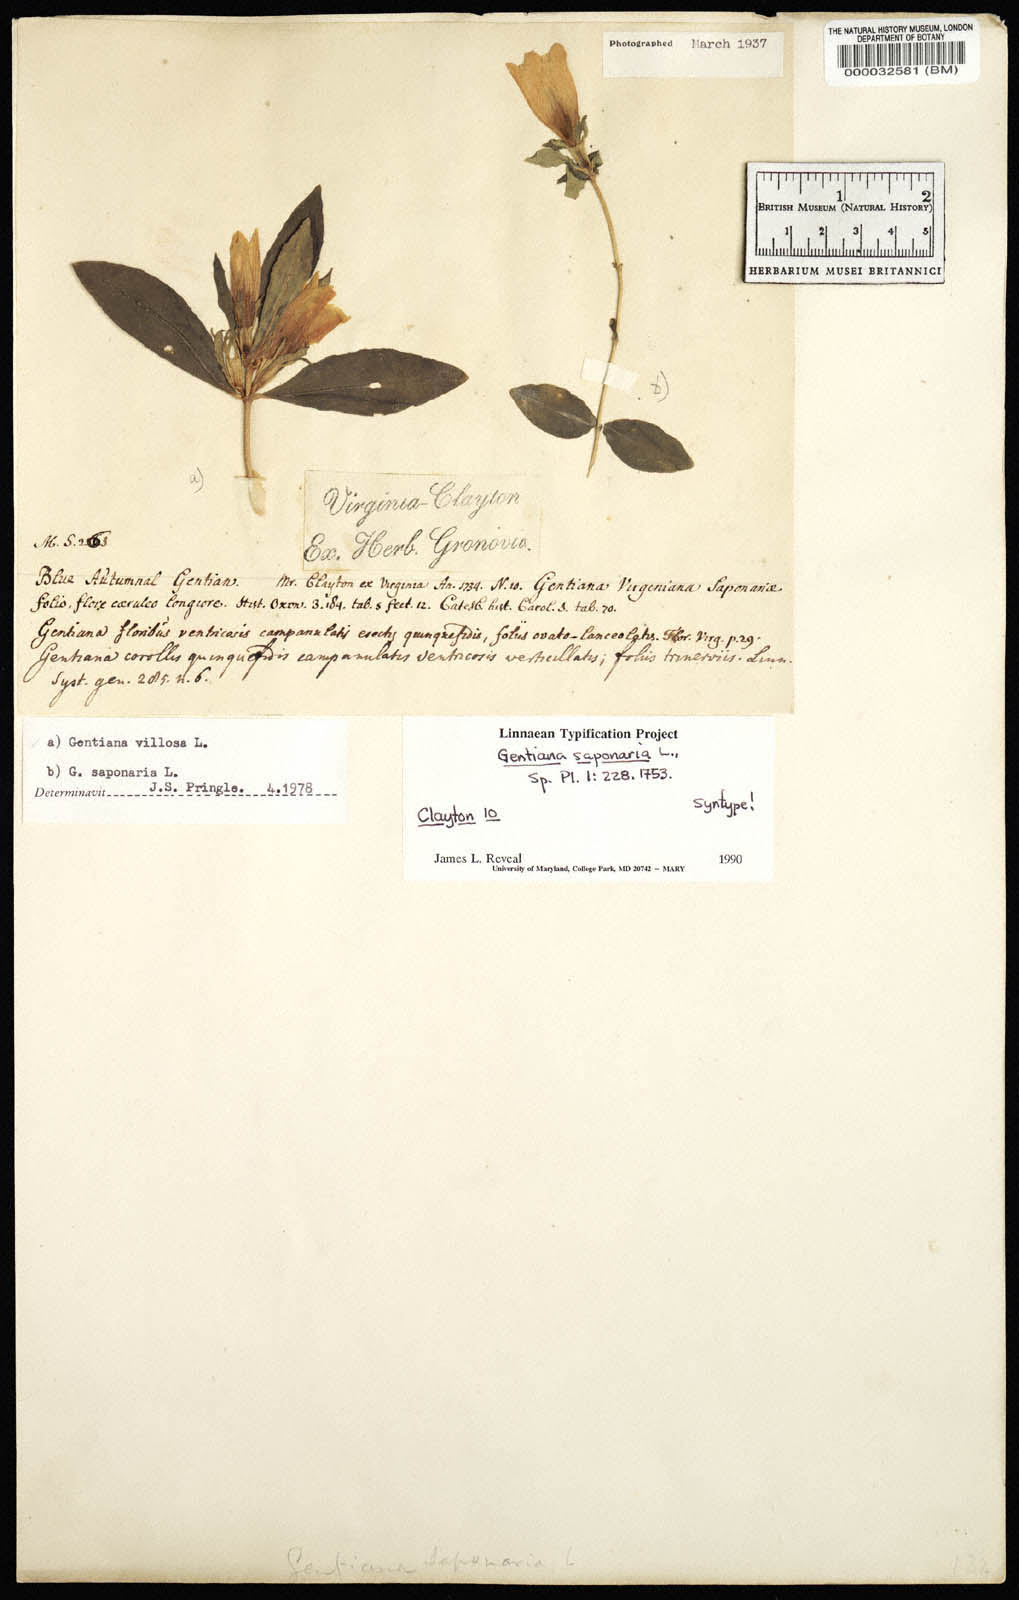 THE NATURAL HISTORY MUSEUM, LONDON
DEPARTMENT OF BOTANY
000032581 (BM)
Photographed March 1937
1 2
BRITISH MUSEUM (NATURAL HISTORY)
1 2 3 4 5
HERBARIUM MUSEI BRITANNICI
b)
a)
Virginia-Clayton
Ex. Herb. Gronovio.
M. S.
Blue Autumnal Gentian. Mr. Clayton ex Virginia An. 1734. N. 10. Gentiana Virginiana Saponariæ
folio, flore cæruleo longiore. Hist. Oxon. 3. 184. tab. 5 sect. 12. Catesb. hist. Carol. S. tab. 70.
Gentiana floribus ventricosis campanulatis erectis quinquefidis, foliis ovato-lanceolatis. Flor. Virg. p. 29.
Gentiana corollis quinquefidis campanulatis ventricosis verticillatis; foliis trinerviis. Linn.
Syst. gen. 285. n. 6.
a) Gentiana villosa L.
b) G. saponaria L.
Determinavit J.S. Pringle. 4.1978
Linnaean Typification Project
Gentiana saponaria L.,
Sp. Pl. 1: 228. 1753.
syntype!
Clayton 10
James L. Reveal 1990
University of Maryland, College Park, MD 20742 – MARY
Gentiana Saponaria L